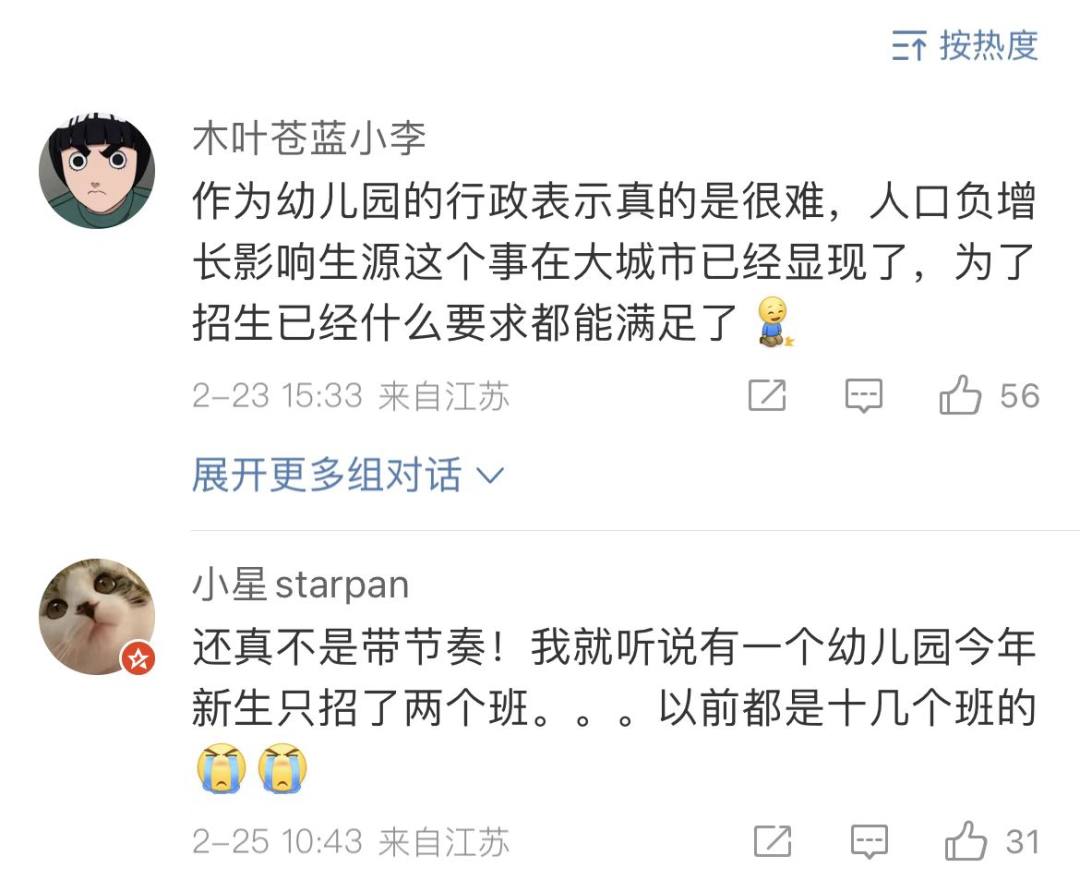 按热度
木叶苍蓝小李
作为幼儿园的行政表示真的是很难，人口负增
长影响生源这个事在大城市已经显现了，为了
招生已经什么要求都能满足了
2-23 15:33 来自江苏
56
展开更多组对话
小星starpan
还真不是带节奏！我就听说有一个幼儿园今年
新生只招了两个班。。。以前都是十几个班的
2-25 10:43 来自江苏
31